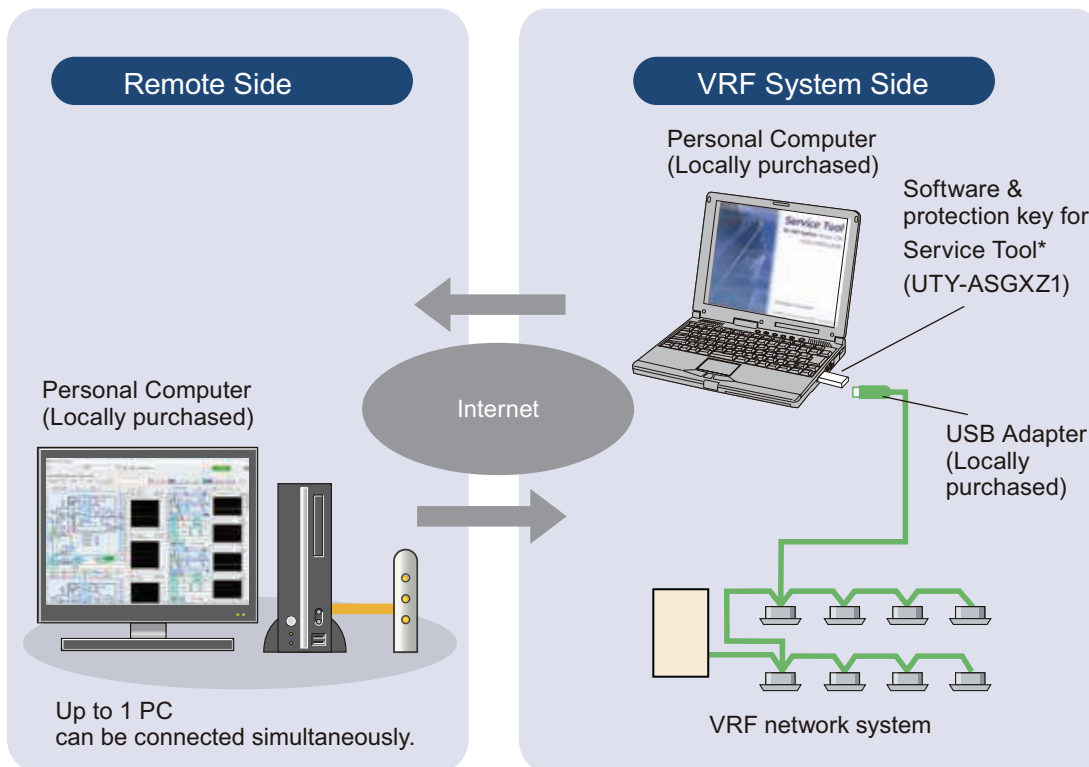 Remote Side
Personal Computer
(Locally purchased)
Up to 1 PC
can be connected simultaneously.
Internet
VRF System Side
Personal Computer
(Locally purchased)
Service Tool
Software &
protection key for
Service Tool*
(UTY-ASGXZ1)
USB Adapter
(Locally
purchased)
VRF network system